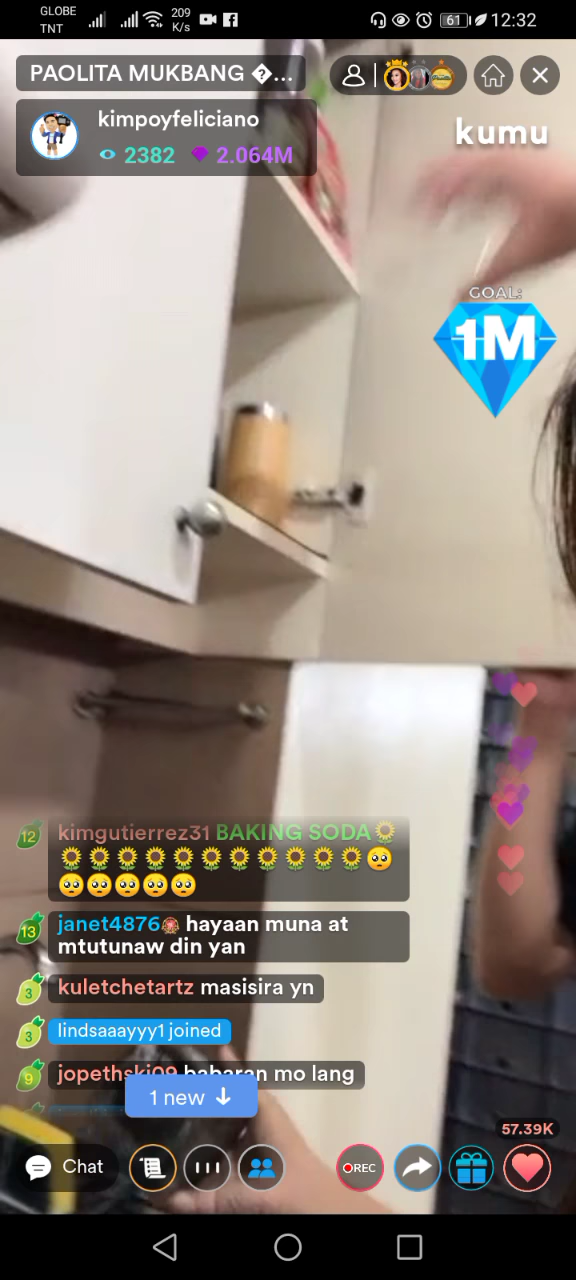 GLOBE
TNT
209
K/s
61
12:32
PAOLITA MUKBANG �...
kimpoyfeliciano
2382
2.064M
kumu
GOAL:
1M
12
kimgutierrez31 BAKING SODA🌻
🌻🌻🌻🌻🌻🌻🌻🌻🌻🌻🌻🥺
🥺🥺🥺🥺🥺
13
janet4876 hayaan muna at
mtutunaw din yan
3
kuletchetartz masisira yn
3
lindsaaayyy1 joined
9
jopethski09 babaran mo lang
1 new ↓
57.39K
Chat
REC